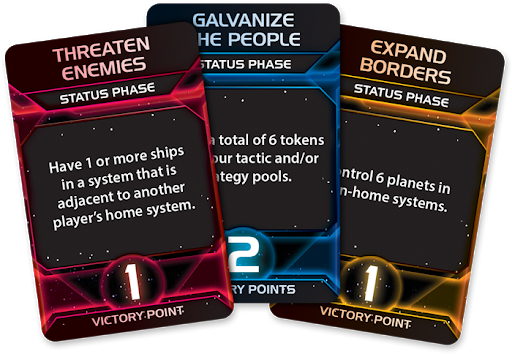 THREATEN
ENEMIES
STATUS PHASE
Have 1 or more ships
in a system that is
adjacent to another
player's home system.
1
VICTORY POINT
GALVANIZE
HE PEOPLE
STATUS PHASE
total of 6 tokens
our tactic and/or
tegy pools.
2
RY POINTS
EXPAND
BORDERS
STATUS PHASE
ontrol 6 planets in
n-home systems.
1
VICTORY POINT